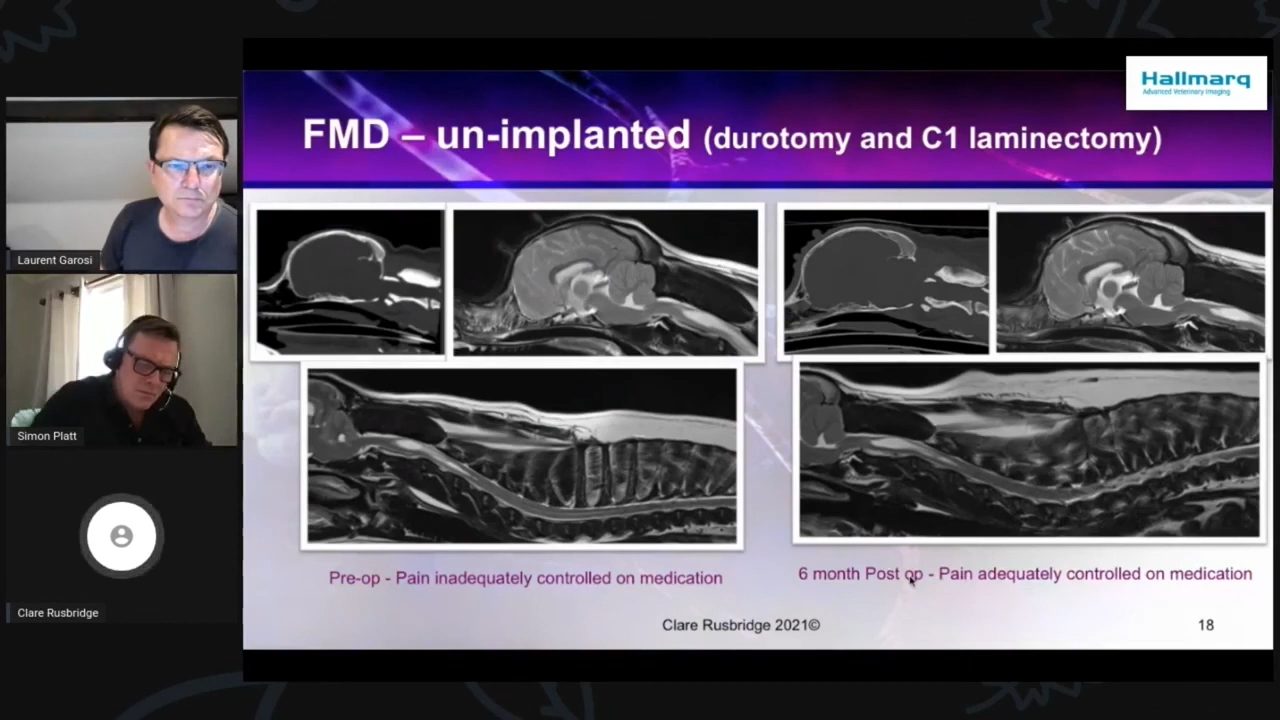 Hallmarq
Advanced Veterinary Imaging
FMD – un-implanted (durotomy and C1 laminectomy)
Laurent Garosi
Simon Platt
Clare Rusbridge
Pre-op - Pain inadequately controlled on medication
6 month Post op - Pain adequately controlled on medication
Clare Rusbridge 2021©
18